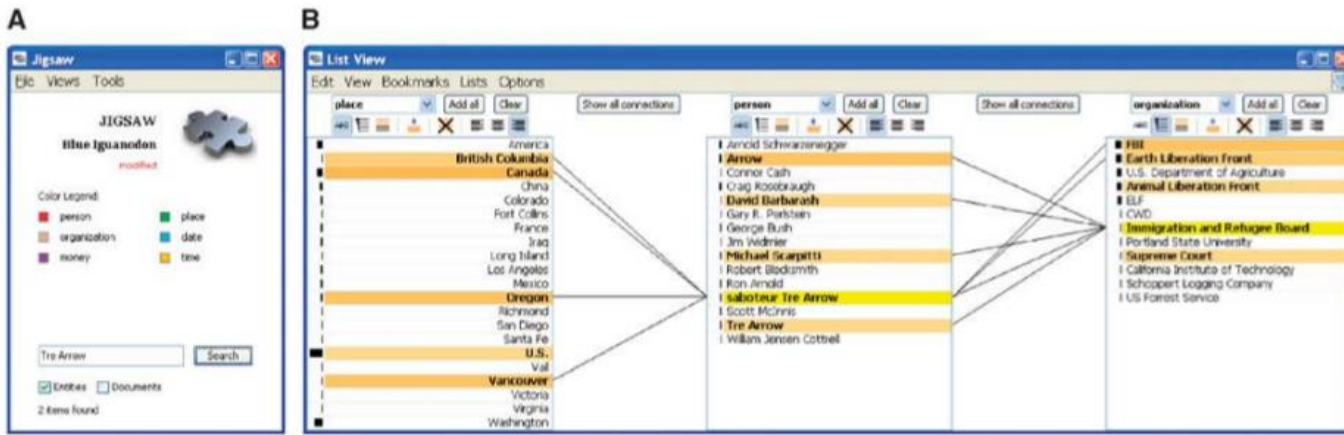 A
B
Jigsaw
File Views Tools
JIGSAW
Blue Iguanodon
modified
Color Legend:
person place
organization date
money time
Tre Arrow Search
Entities Documents
2 items found
List View
Edit View Bookmarks Lists Options
place Add all Clear Show all connections person Add all Clear Show all connections organization Add all Clear
America
British Columbia
Canada
China
Colorado
Fort Collins
France
Iraq
Long Island
Los Angeles
Mexico
Oregon
Richmond
San Diego
Santa Fe
U.S.
Vail
Vancouver
Victoria
Virginia
Washington
Arnold Schwarzenegger
Arrow
Connor Cash
Craig Rosebraugh
David Barbarash
Gary R. Perlstein
George Bush
Jim Widmier
Michael Scarpitti
Robert Bledsmith
Ron Arnold
saboteur Tre Arrow
Scott McInnis
Tre Arrow
William Jensen Cottrell
FBI
Earth Liberation Front
U.S. Department of Agriculture
Animal Liberation Front
ELF
CWD
Immigration and Refugee Board
Portland State University
Supreme Court
California Institute of Technology
Schoppert Logging Company
US Forrest Service